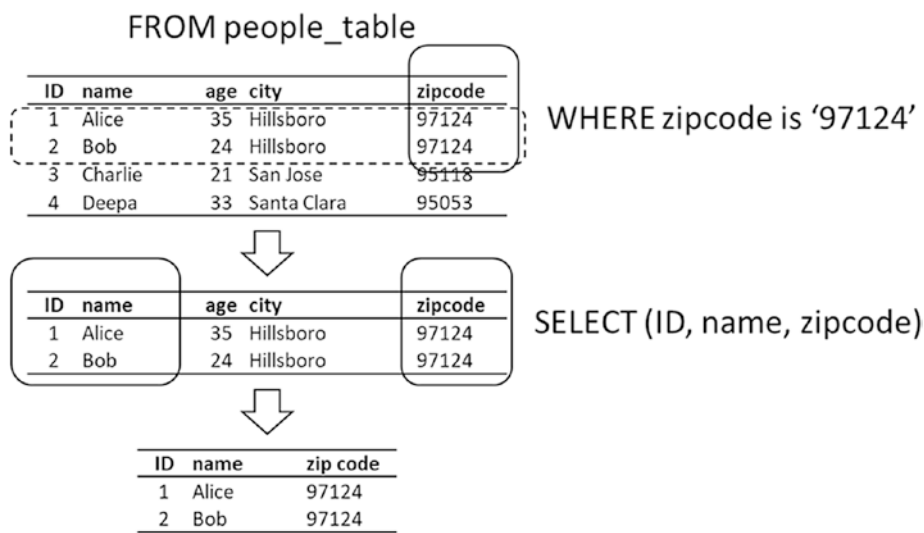 FROM people_table
ID name age city zipcode
1 Alice 35 Hillsboro 97124
2 Bob 24 Hillsboro 97124
3 Charlie 21 San Jose 95118
4 Deepa 33 Santa Clara 95053
WHERE zipcode is ‘97124’
ID name age city zipcode
1 Alice 35 Hillsboro 97124
2 Bob 24 Hillsboro 97124
SELECT (ID, name, zipcode)
ID name zip code
1 Alice 97124
2 Bob 97124